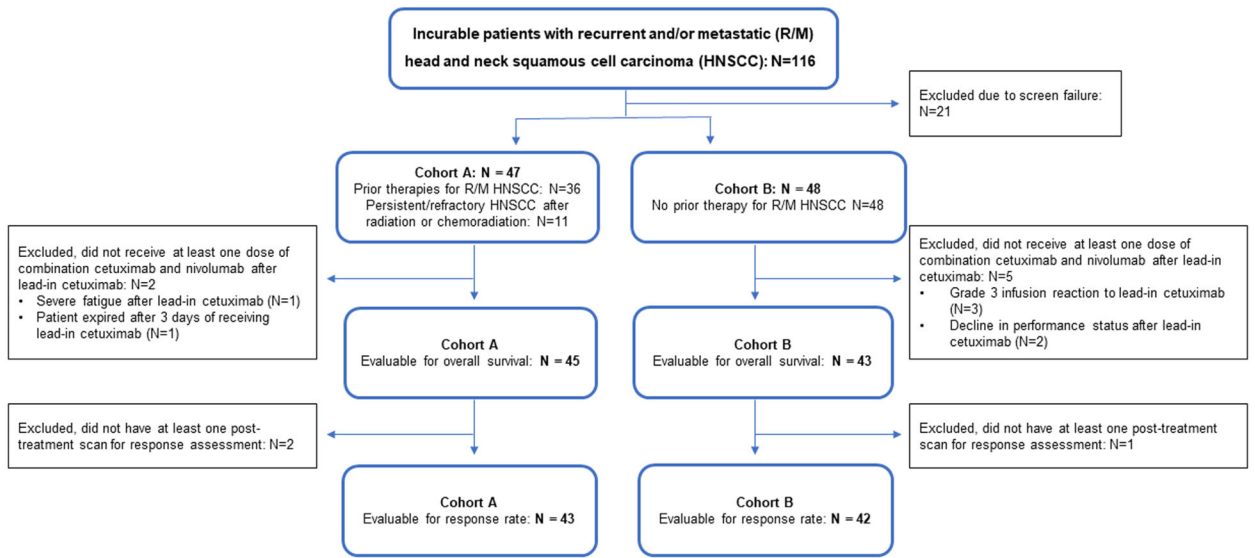 Incurable patients with recurrent and/or metastatic (R/M)
head and neck squamous cell carcinoma (HNSCC): N=116
Excluded due to screen failure:
N=21
Cohort A: N = 47
Prior therapies for R/M HNSCC: N=36
Persistent/refractory HNSCC after
radiation or chemoradiation: N=11
Cohort B: N = 48
No prior therapy for R/M HNSCC N=48
Excluded, did not receive at least one dose of
combination cetuximab and nivolumab after
lead-in cetuximab: N=2
• Severe fatigue after lead-in cetuximab (N=1)
• Patient expired after 3 days of receiving
lead-in cetuximab (N=1)
Excluded, did not receive at least one dose of
combination cetuximab and nivolumab after lead-in
cetuximab: N=5
• Grade 3 infusion reaction to lead-in cetuximab
(N=3)
• Decline in performance status after lead-in
cetuximab (N=2)
Cohort A
Evaluable for overall survival: N = 45
Cohort B
Evaluable for overall survival: N = 43
Excluded, did not have at least one post-
treatment scan for response assessment: N=2
Excluded, did not have at least one post-treatment
scan for response assessment: N=1
Cohort A
Evaluable for response rate: N = 43
Cohort B
Evaluable for response rate: N = 42